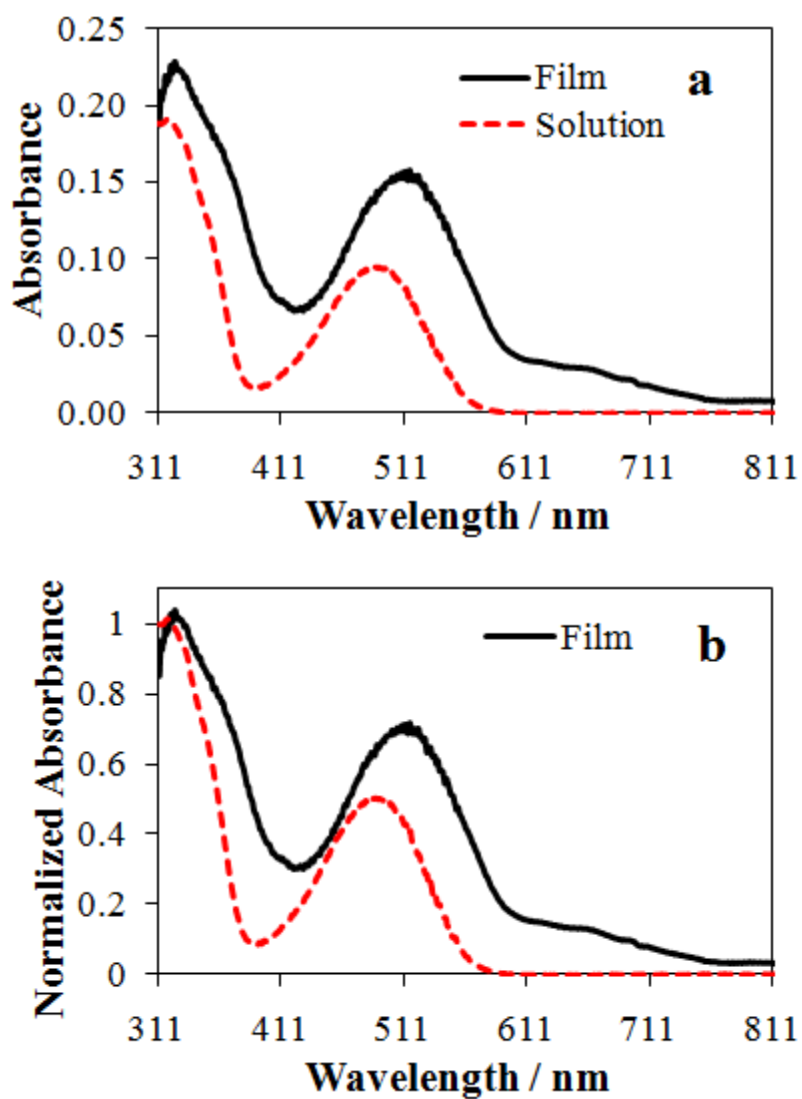 0.25
0.20
0.15
0.10
0.05
0.00
Absorbance
Film
Solution
a
311 411 511 611 711 811
Wavelength / nm
1
0.8
0.6
0.4
0.2
0
Normalized Absorbance
Film
b
311 411 511 611 711 811
Wavelength / nm